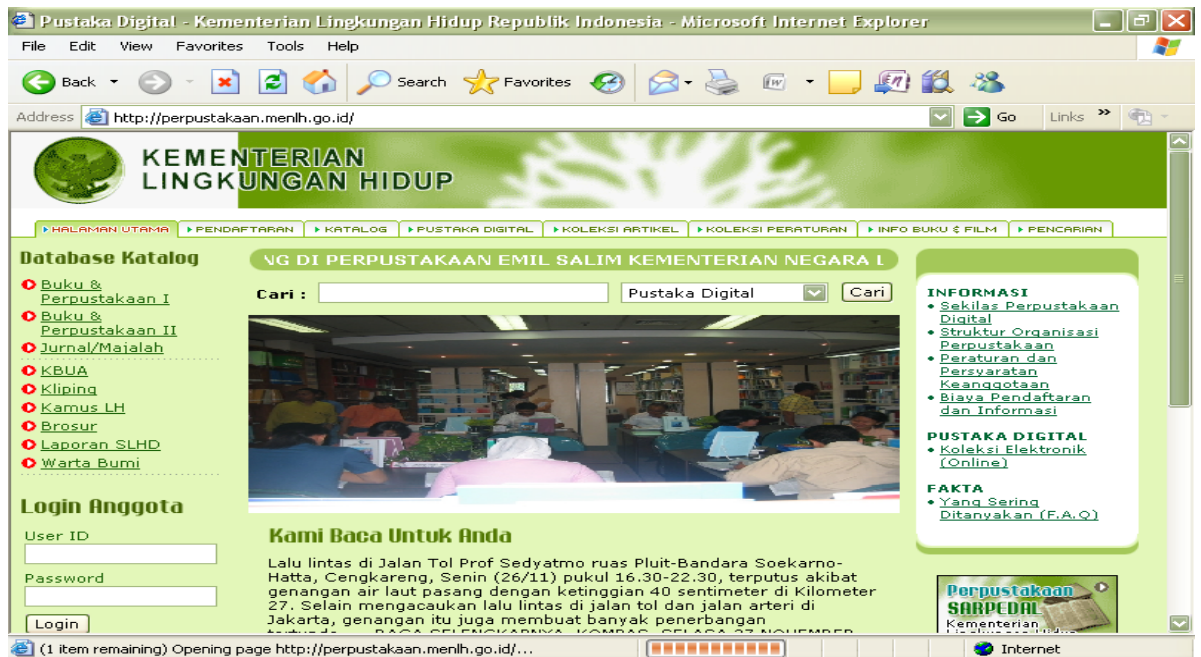 Pustaka Digital - Kementerian Lingkungan Hidup Republik Indonesia - Microsoft Internet Explorer
File Edit View Favorites Tools Help
Back Search Favorites
Address http://perpustakaan.menlh.go.id/ Go Links »
KEMENTERIAN
LINGKUNGAN HIDUP
HALAMAN UTAMA PENDAFTARAN KATALOG PUSTAKA DIGITAL KOLEKSI ARTIKEL KOLEKSI PERATURAN INFO BUKU & FILM PENCARIAN
Database Katalog
Buku &
Perpustakaan I
Buku &
Perpustakaan II
Jurnal/Majalah
KBUA
Kliping
Kamus LH
Brosur
Laporan SLHD
Warta Bumi
Login Anggota
User ID
Password
Login
NG DI PERPUSTAKAAN EMIL SALIM KEMENTERIAN NEGARA L
Cari : Pustaka Digital Cari
Kami Baca Untuk Anda
Lalu lintas di Jalan Tol Prof Sedyatmo ruas Pluit-Bandara Soekarno-
Hatta, Cengkareng, Senin (26/11) pukul 16.30-22.30, terputus akibat
genangan air laut pasang dengan ketinggian 40 sentimeter di Kilometer
27. Selain mengacaukan lalu lintas di jalan tol dan jalan arteri di
Jakarta, genangan itu juga membuat banyak penerbangan
tertunda.... BACA SELENGKAPNYA, KOMPAS, SELASA 27 NOVEMBER
INFORMASI
• Sekilas Perpustakaan
Digital
• Struktur Organisasi
Perpustakaan
• Peraturan dan
Persyaratan
Keanggotaan
• Biaya Pendaftaran
dan Informasi
PUSTAKA DIGITAL
• Koleksi Elektronik
(Online)
FAKTA
• Yang Sering
Ditanyakan (F.A.Q)
Perpustakaan
SARPEDAL
Kementerian
Lingkungan Hidup
(1 item remaining) Opening page http://perpustakaan.menlh.go.id/... Internet